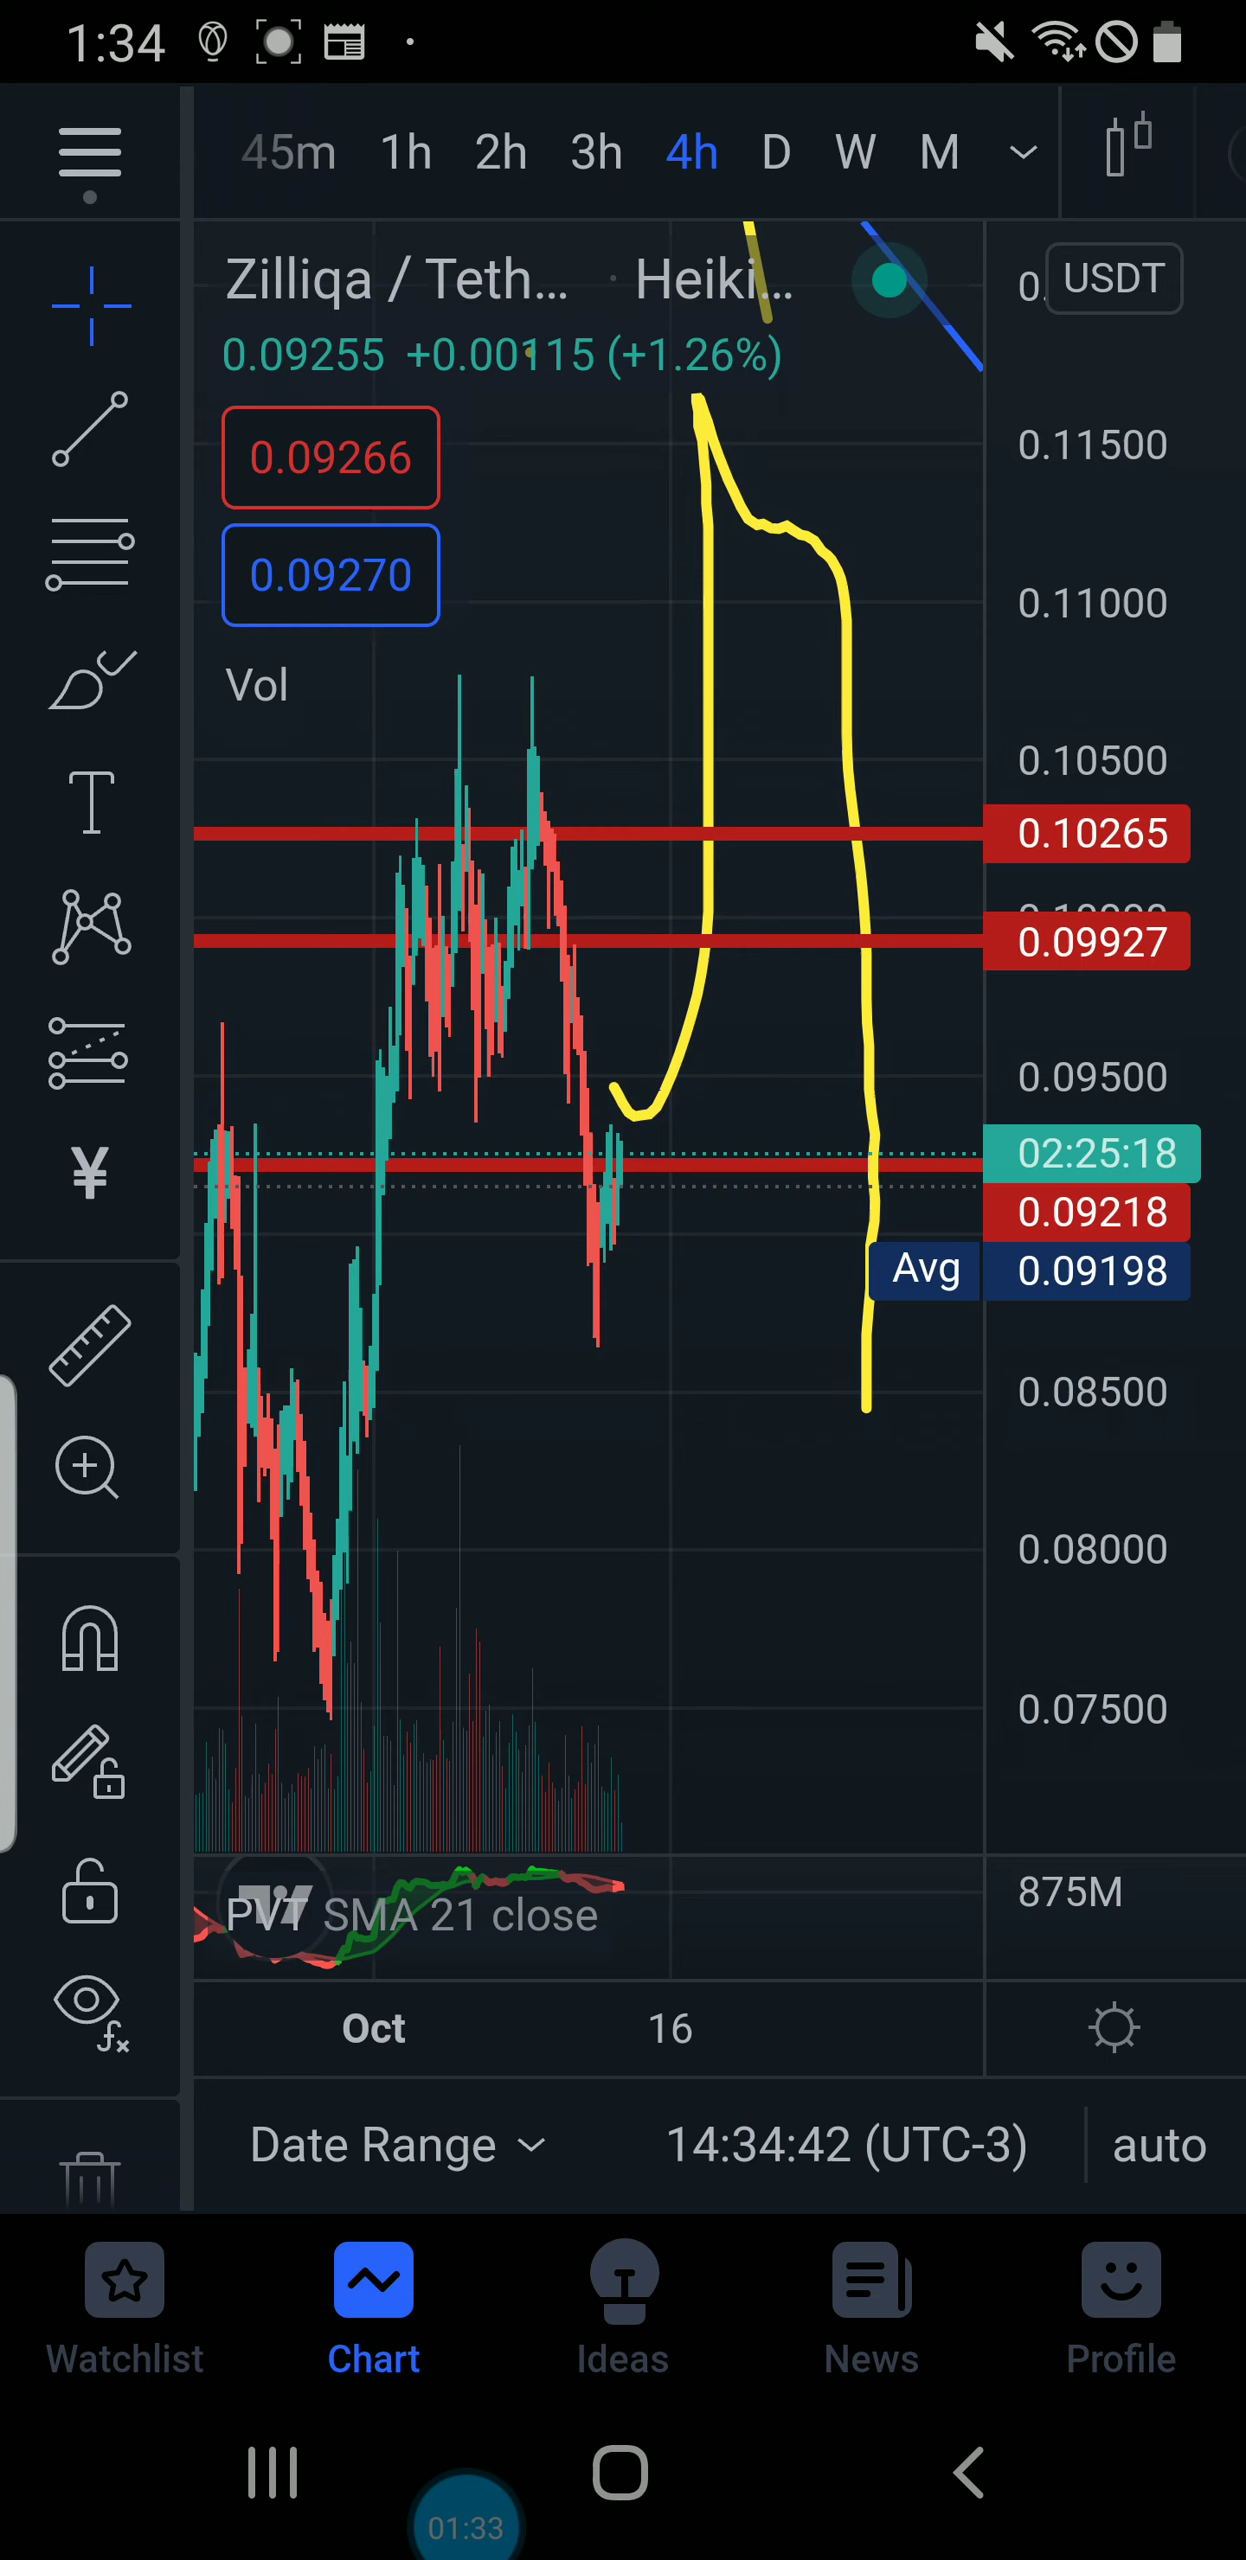 1:34
45m 1h 2h 3h 4h D W M
Zilliqa / Teth... · Heiki...
USDT
0.09255 +0.00115 (+1.26%)
0.09266
0.09270
Vol
0.11500
0.11000
0.10500
0.10265
0.09927
0.09500
02:25:18
0.09218
Avg 0.09198
0.08500
0.08000
0.07500
875M
PVT SMA 21 close
Oct 16
Date Range 14:34:42 (UTC-3) auto
Watchlist Chart Ideas News Profile
01:33